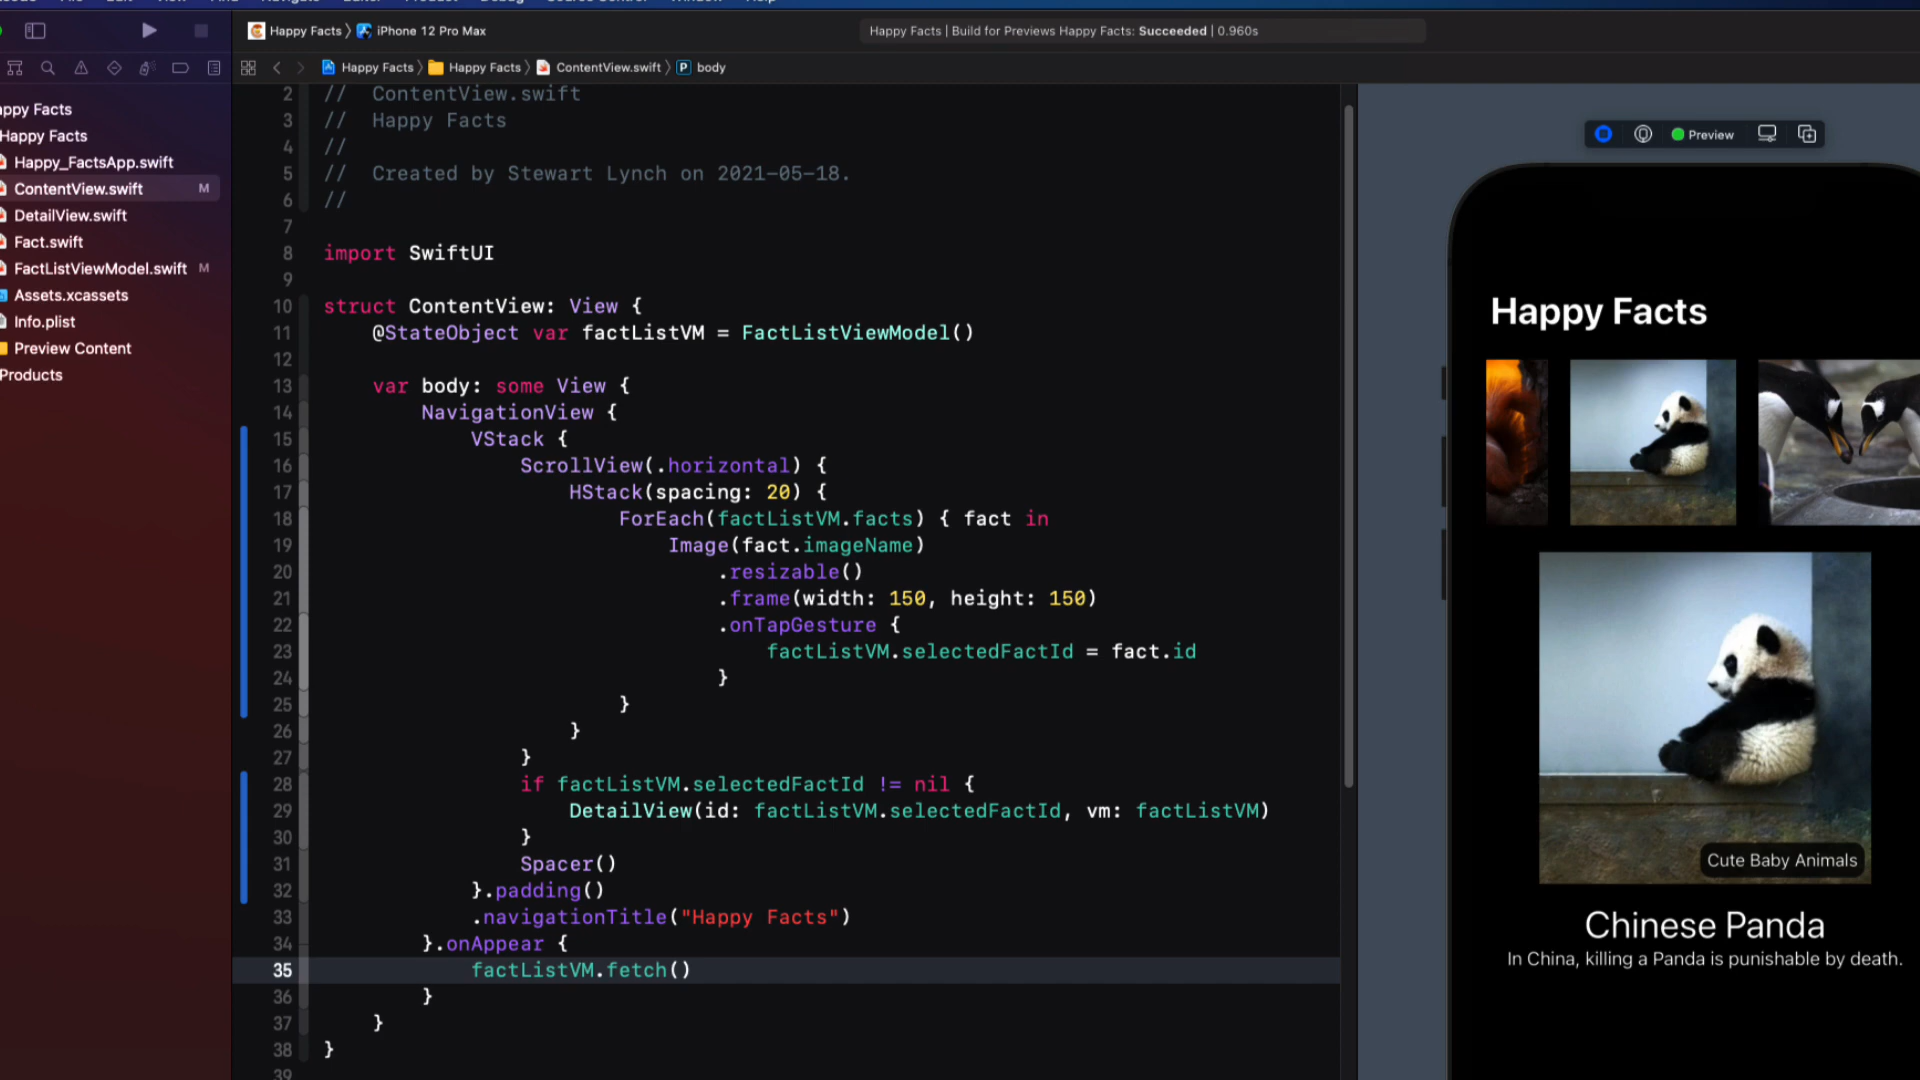 Happy Facts iPhone 12 Pro Max
Happy Facts | Build for Previews Happy Facts: Succeeded | 0.960s
Happy Facts Happy Facts ContentView.swift P body
Happy Facts
Happy_FactsApp.swift
ContentView.swift M
DetailView.swift
Fact.swift
FactListViewModel.swift M
Assets.xcassets
Info.plist
Preview Content
Products
2 //  ContentView.swift
3 //  Happy Facts
4 //
5 //  Created by Stewart Lynch on 2021-05-18.
6 //
7
8 import SwiftUI
9
10 struct ContentView: View {
11     @StateObject var factListVM = FactListViewModel()
12
13     var body: some View {
14         NavigationView {
15             VStack {
16                 ScrollView(.horizontal) {
17                     HStack(spacing: 20) {
18                         ForEach(factListVM.facts) { fact in
19                             Image(fact.imageName)
20                                 .resizable()
21                                 .frame(width: 150, height: 150)
22                                 .onTapGesture {
23                                     factListVM.selectedFactId = fact.id
24                                 }
25                         }
26                     }
27                 }
28                 if factListVM.selectedFactId != nil {
29                     DetailView(id: factListVM.selectedFactId, vm: factListVM)
30                 }
31                 Spacer()
32             }.padding()
33             .navigationTitle("Happy Facts")
34         }.onAppear {
35             factListVM.fetch()
36         }
37     }
38 }
39
Preview
Happy Facts
Cute Baby Animals
Chinese Panda
In China, killing a Panda is punishable by death.